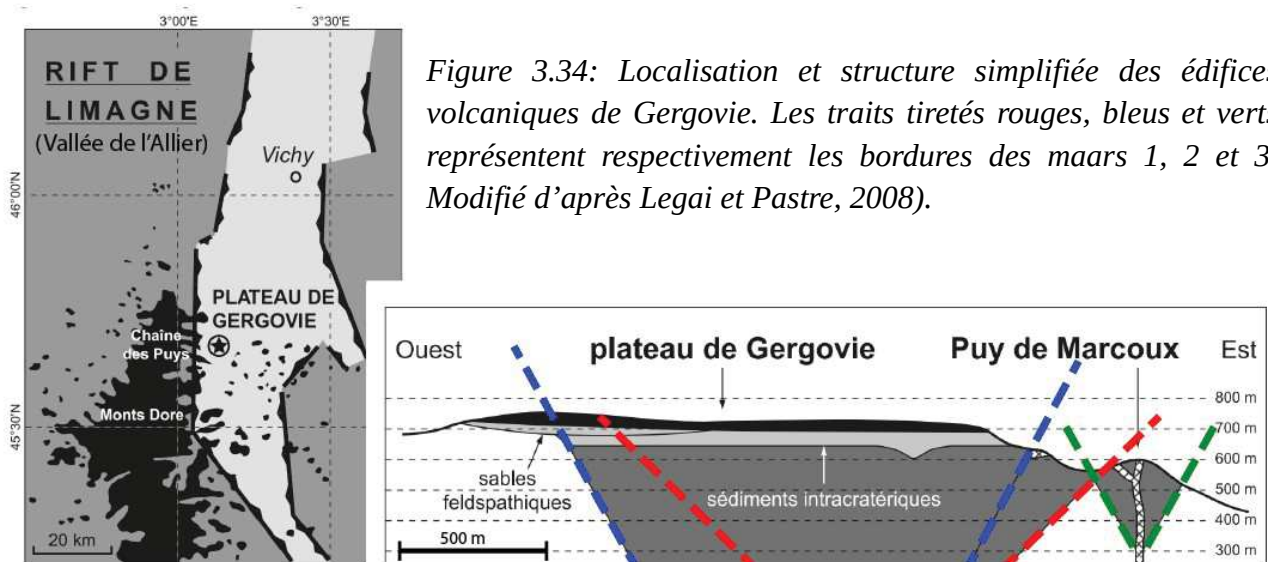 3°00'E
3°30'E
RIFT DE
LIMAGNE
(Vallée de l'Allier)
Vichy
46°00'N
PLATEAU DE
GERGOVIE
Chaîne
des Puys
Monts Dore
45°30'N
20 km
Figure 3.34: Localisation et structure simplifiée des édifice
volcaniques de Gergovie. Les traits tiretés rouges, bleus et vert
représentent respectivement les bordures des maars 1, 2 et 3
Modifié d'après Legai et Pastre, 2008).
Ouest
plateau de Gergovie
Puy de Marcoux
Est
800 m
700 m
600 m
500 m
400 m
300 m
sables
feldspathiques
sédiments intracratériques
500 m